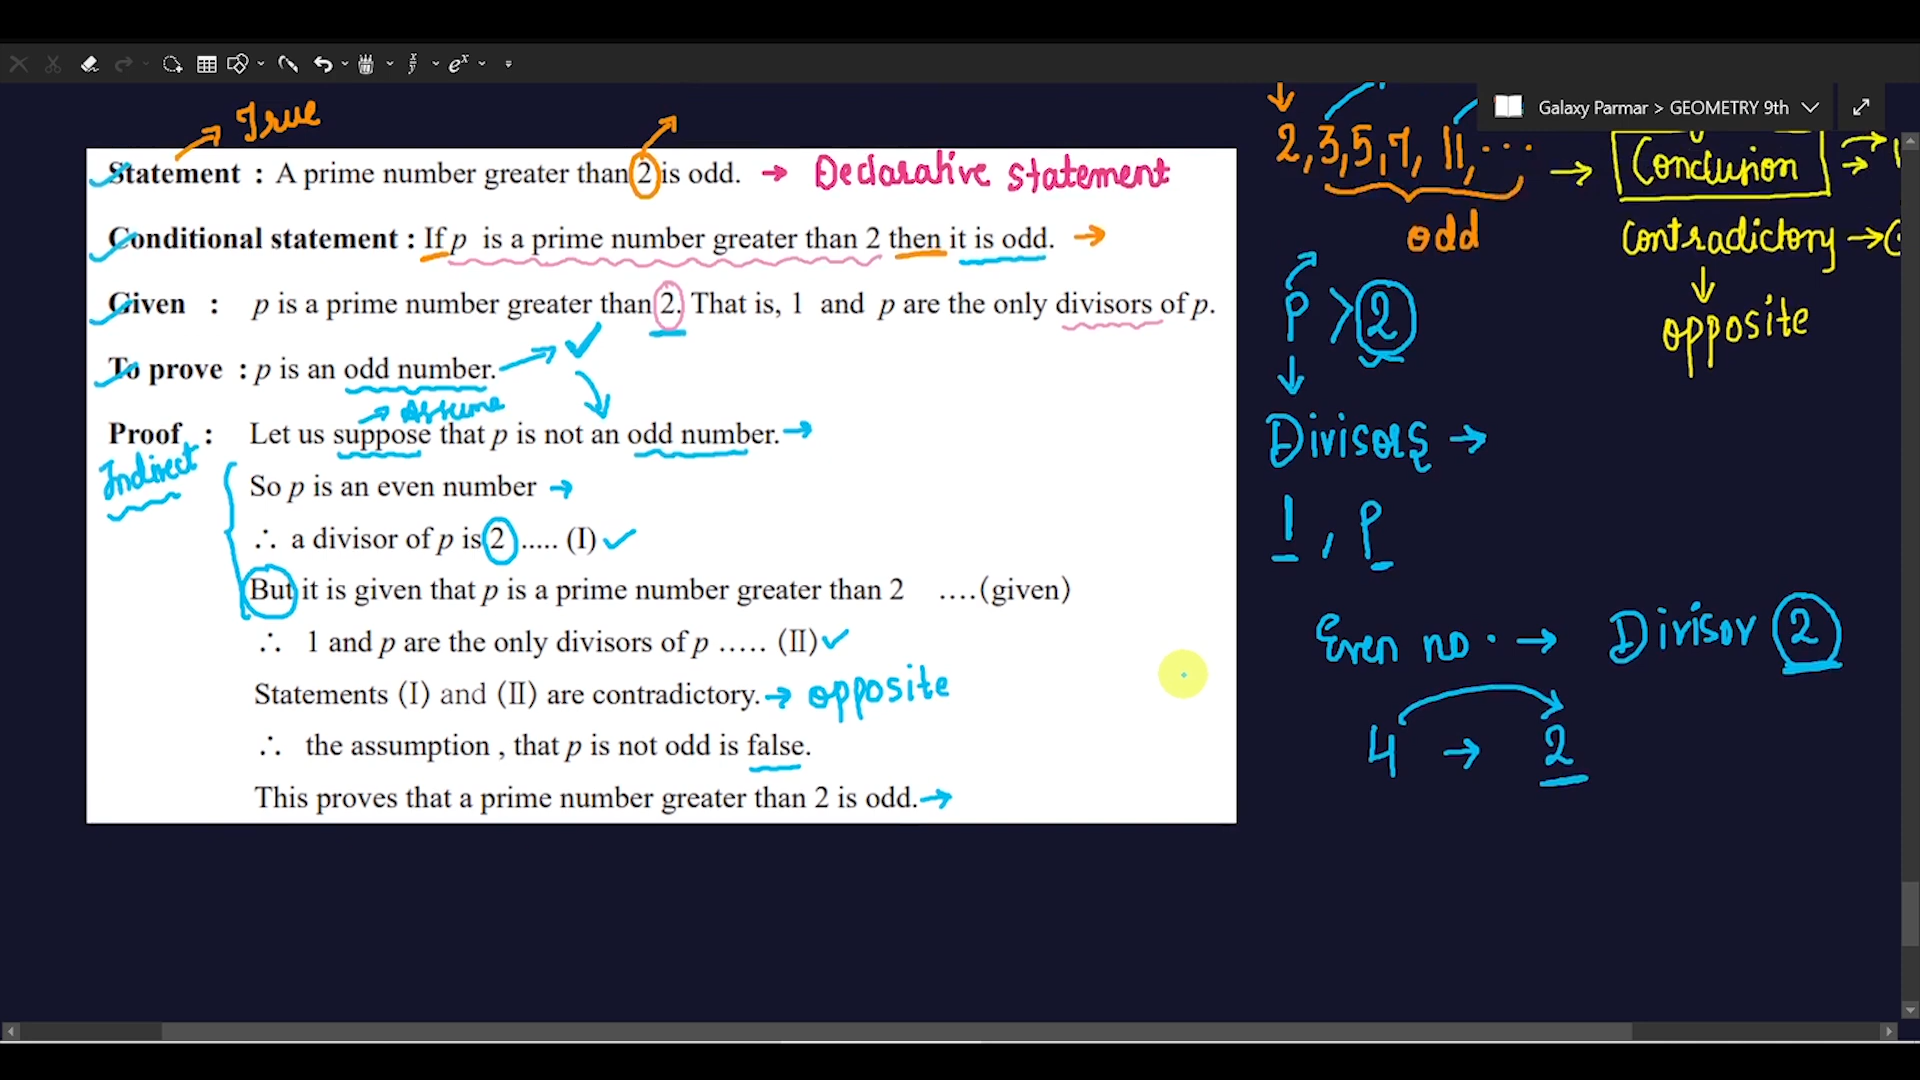 Galaxy Parmar > GEOMETRY 9th
True
Statement : A prime number greater than 2 is odd. → Declarative statement
Conditional statement : If p is a prime number greater than 2 then it is odd. →
Given : p is a prime number greater than 2. That is, 1 and p are the only divisors of p.
To prove : p is an odd number.
→ Assume
Proof : Let us suppose that p is not an odd number. →
Indirect
So p is an even number →
∴ a divisor of p is 2 ..... (I) ✓
But it is given that p is a prime number greater than 2 ....(given)
∴ 1 and p are the only divisors of p ..... (II) ✓
Statements (I) and (II) are contradictory. → opposite
∴ the assumption , that p is not odd is false.
This proves that a prime number greater than 2 is odd. →
2, 3, 5, 7, 11, ...
odd
p > 2
Divisors →
1 , p
Even no. → Divisor 2
4 → 2
→ Conclusion →
contradictory →
opposite